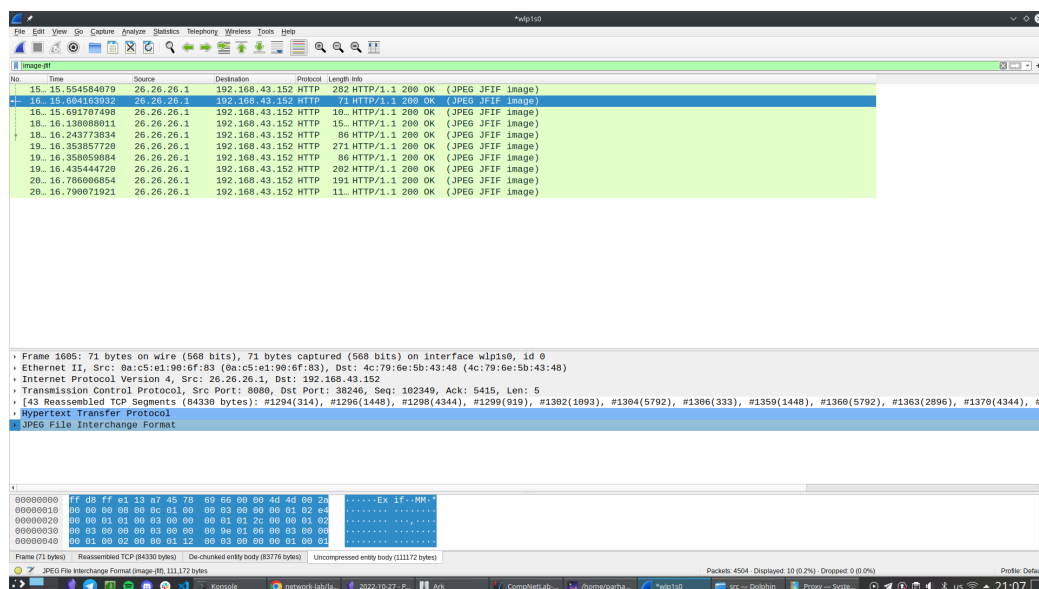 *wlp1s0
File Edit View Go Capture Analyze Statistics Telephony Wireless Tools Help
image-jfif
No. Time Source Destination Protocol Length Info
15… 15.554584079 26.26.26.1 192.168.43.152 HTTP 282 HTTP/1.1 200 OK (JPEG JFIF image)
16… 15.604163932 26.26.26.1 192.168.43.152 HTTP 71 HTTP/1.1 200 OK (JPEG JFIF image)
16… 15.691707498 26.26.26.1 192.168.43.152 HTTP 10… HTTP/1.1 200 OK (JPEG JFIF image)
18… 16.138088011 26.26.26.1 192.168.43.152 HTTP 15… HTTP/1.1 200 OK (JPEG JFIF image)
18… 16.243773834 26.26.26.1 192.168.43.152 HTTP 86 HTTP/1.1 200 OK (JPEG JFIF image)
19… 16.353857720 26.26.26.1 192.168.43.152 HTTP 271 HTTP/1.1 200 OK (JPEG JFIF image)
19… 16.358059884 26.26.26.1 192.168.43.152 HTTP 86 HTTP/1.1 200 OK (JPEG JFIF image)
19… 16.435444720 26.26.26.1 192.168.43.152 HTTP 202 HTTP/1.1 200 OK (JPEG JFIF image)
20… 16.786006854 26.26.26.1 192.168.43.152 HTTP 191 HTTP/1.1 200 OK (JPEG JFIF image)
20… 16.790071921 26.26.26.1 192.168.43.152 HTTP 11… HTTP/1.1 200 OK (JPEG JFIF image)
Frame 1605: 71 bytes on wire (568 bits), 71 bytes captured (568 bits) on interface wlp1s0, id 0
Ethernet II, Src: 0a:c5:e1:90:6f:83 (0a:c5:e1:90:6f:83), Dst: 4c:79:6e:5b:43:48 (4c:79:6e:5b:43:48)
Internet Protocol Version 4, Src: 26.26.26.1, Dst: 192.168.43.152
Transmission Control Protocol, Src Port: 8080, Dst Port: 38246, Seq: 102349, Ack: 5415, Len: 5
[43 Reassembled TCP Segments (84330 bytes): #1294(314), #1296(1448), #1298(4344), #1299(919), #1302(1093), #1304(5792), #1306(333), #1359(1448), #1360(5792), #1363(2896), #1370(4344), #
Hypertext Transfer Protocol
JPEG File Interchange Format
00000000 ff d8 ff e1 13 a7 45 78 69 66 00 00 4d 4d 00 2a ······Ex if··MM·*
00000010 00 00 00 08 00 0c 01 00 00 03 00 00 00 01 02 e4 ········ ········
00000020 00 00 01 01 00 03 00 00 00 01 01 2c 00 00 01 02 ········ ···,····
00000030 00 03 00 00 00 03 00 00 00 9e 01 06 00 03 00 00 ········ ········
00000040 00 01 00 02 00 00 01 12 00 03 00 00 00 01 00 01 ········ ········
Frame (71 bytes) Reassembled TCP (84330 bytes) De-chunked entity body (83776 bytes) Uncompressed entity body (111172 bytes)
JPEG File Interchange Format (image-jfif), 111,172 bytes Packets: 4504 · Displayed: 10 (0.2%) · Dropped: 0 (0.0%) Profile: Defau
Konsole network-lab/la… 2022-10-27 - P… Ark CompNetLab-… /home/parha… *wlp1s0 src — Dolphin Proxy — Syste… us 21:07